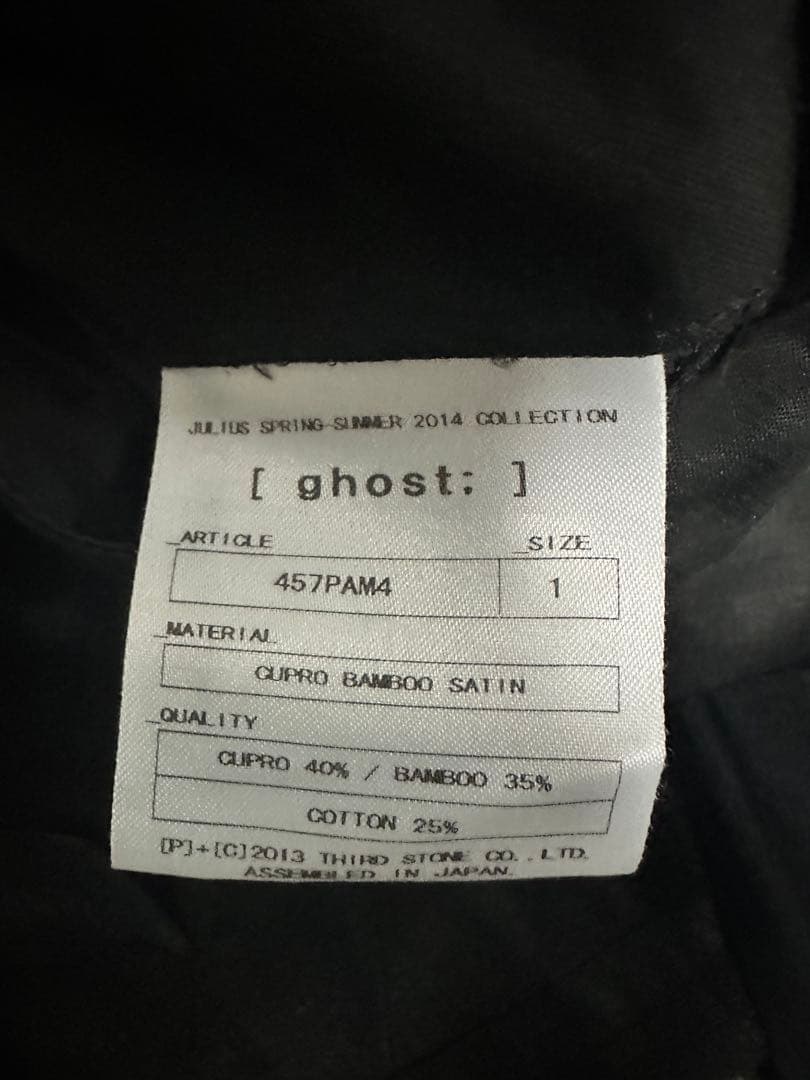 JULIUS SPRING-SUMMER 2014 COLLECTION
[ ghost; ]
_ARTICLE _SIZE
457PAM4 1
_MATERIAL
CUPRO BAMBOO SATIN
_QUALITY
CUPRO 40% / BAMBOO 35%
COTTON 25%
[P]+[C]2013 THIRD STONE CO.,LTD.
ASSEMBLED IN JAPAN.